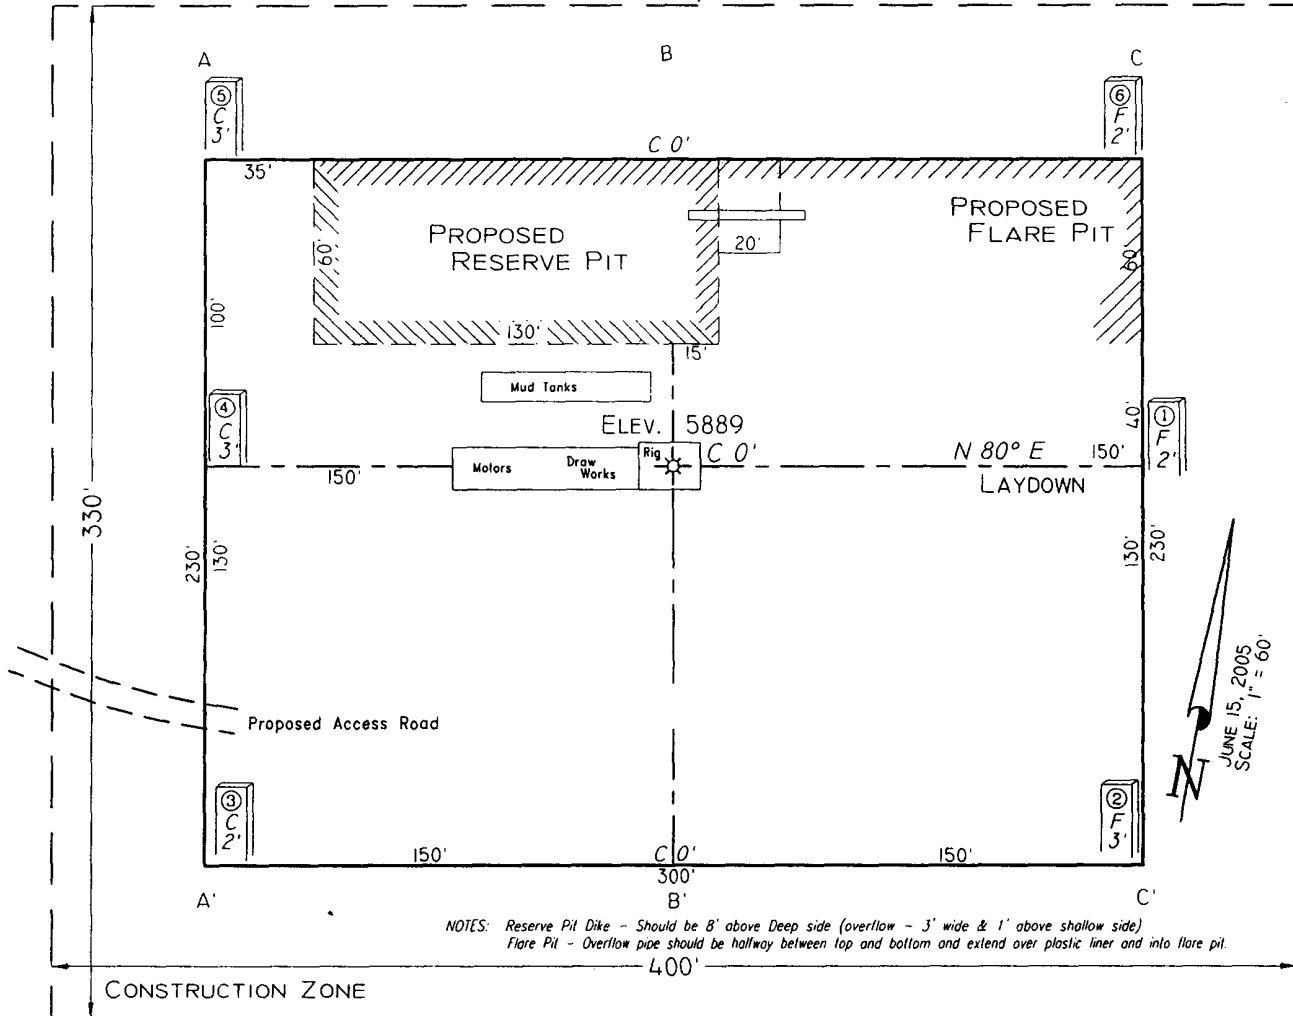 A
B
C
5
C
3'
6
F
2'
C 0'
35'
PROPOSED
RESERVE PIT
PROPOSED
FLARE PIT
60'
20'
60'
100'
130'
15'
Mud Tanks
4
C
3'
ELEV. 5889
40'
1
F
2'
Rig
C 0'
N 80° E
150'
Motors
Draw
Works
150'
LAYDOWN
330'
230'
130'
130'
230'
JUNE 15, 2005
SCALE: 1" = 60'
N
Proposed Access Road
3
C
2'
2
F
3'
150'
C 0'
150'
300'
A'
B'
C'
NOTES: Reserve Pit Dike - Should be 8' above Deep side (overflow - 3' wide & 1' above shallow side)
Flare Pit - Overflow pipe should be halfway between top and bottom and extend over plastic liner and into flare pit.
400'
CONSTRUCTION ZONE